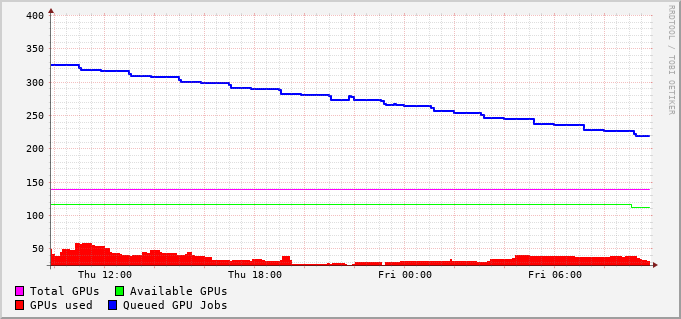 400
350
300
250
200
150
100
50
Thu 12:00 Thu 18:00 Fri 00:00 Fri 06:00
Total GPUs Available GPUs
GPUs used Queued GPU Jobs
RRDTOOL / TOBI OETIKER